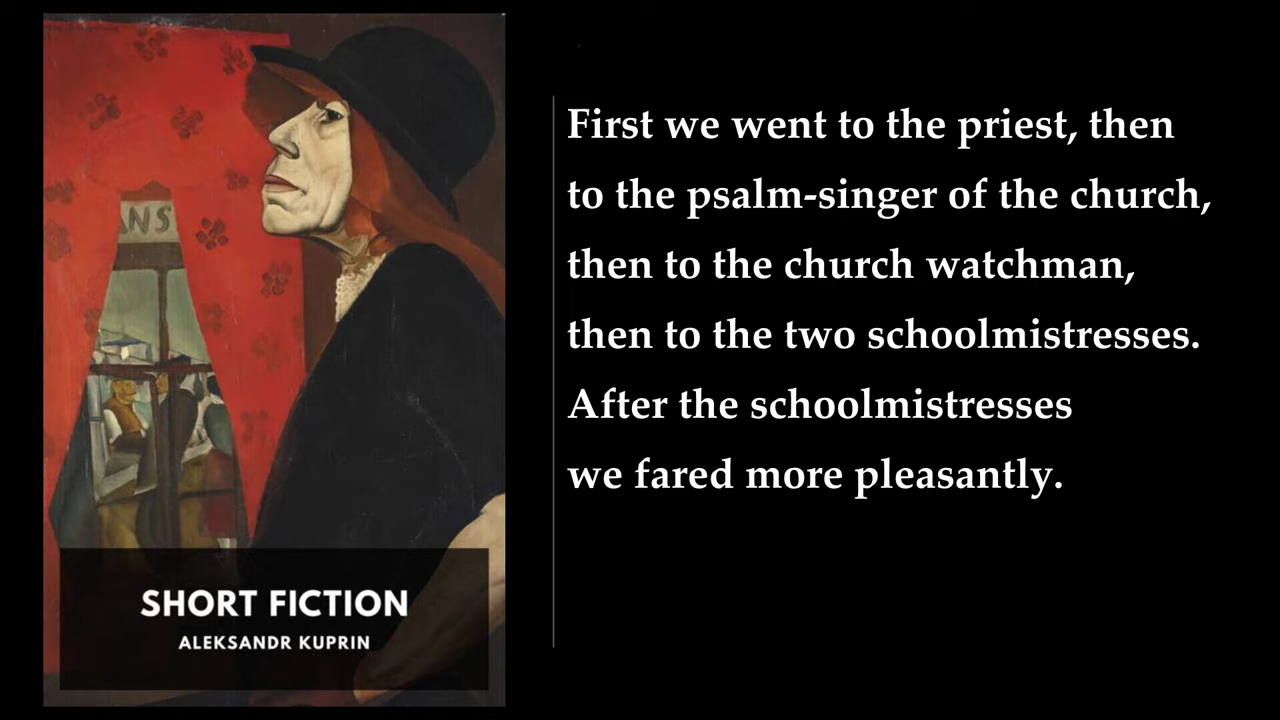 First we went to the priest, then
to the psalm-singer of the church,
then to the church watchman,
then to the two schoolmistresses.
After the schoolmistresses
we fared more pleasantly.
ANS
SHORT FICTION
ALEKSANDR KUPRIN